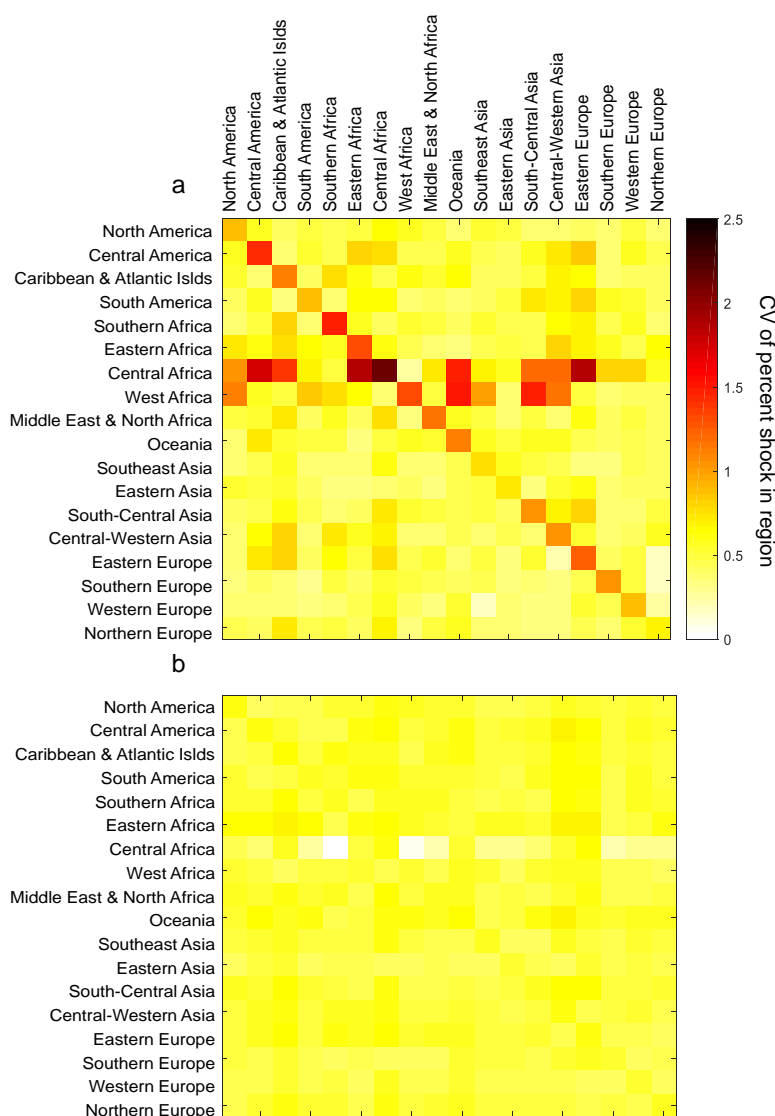 North America
Central America
Caribbean & Atlantic Islds
South America
Southern Africa
Eastern Africa
Central Africa
West Africa
Middle East & North Africa
Oceania
Southeast Asia
Eastern Asia
South-Central Asia
Central-Western Asia
Eastern Europe
Southern Europe
Western Europe
Northern Europe
a
North America
Central America
Caribbean & Atlantic Islds
South America
Southern Africa
Eastern Africa
Central Africa
West Africa
Middle East & North Africa
Oceania
Southeast Asia
Eastern Asia
South-Central Asia
Central-Western Asia
Eastern Europe
Southern Europe
Western Europe
Northern Europe
2.5
2
1.5
1
0.5
0
CV of percent shock in region
b
North America
Central America
Caribbean & Atlantic Islds
South America
Southern Africa
Eastern Africa
Central Africa
West Africa
Middle East & North Africa
Oceania
Southeast Asia
Eastern Asia
South-Central Asia
Central-Western Asia
Eastern Europe
Southern Europe
Western Europe
Northern Europe